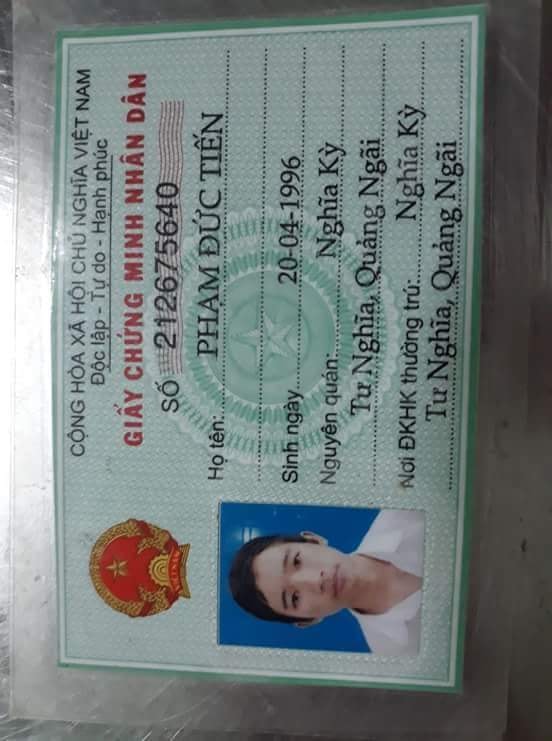 CỘNG HÒA XÃ HỘI CHỦ NGHĨA VIỆT NAM
Độc lập - Tự do - Hạnh phúc
GIẤY CHỨNG MINH NHÂN DÂN
SỐ 212675640
Họ tên: PHẠM ĐỨC TIẾN
Sinh ngày 20-04-1996
Nguyên quán: Nghĩa Kỳ
Tư Nghĩa, Quảng Ngãi
Nơi ĐKHK thường trú: Nghĩa Kỳ
Tư Nghĩa, Quảng Ngãi
VIỆT NAM